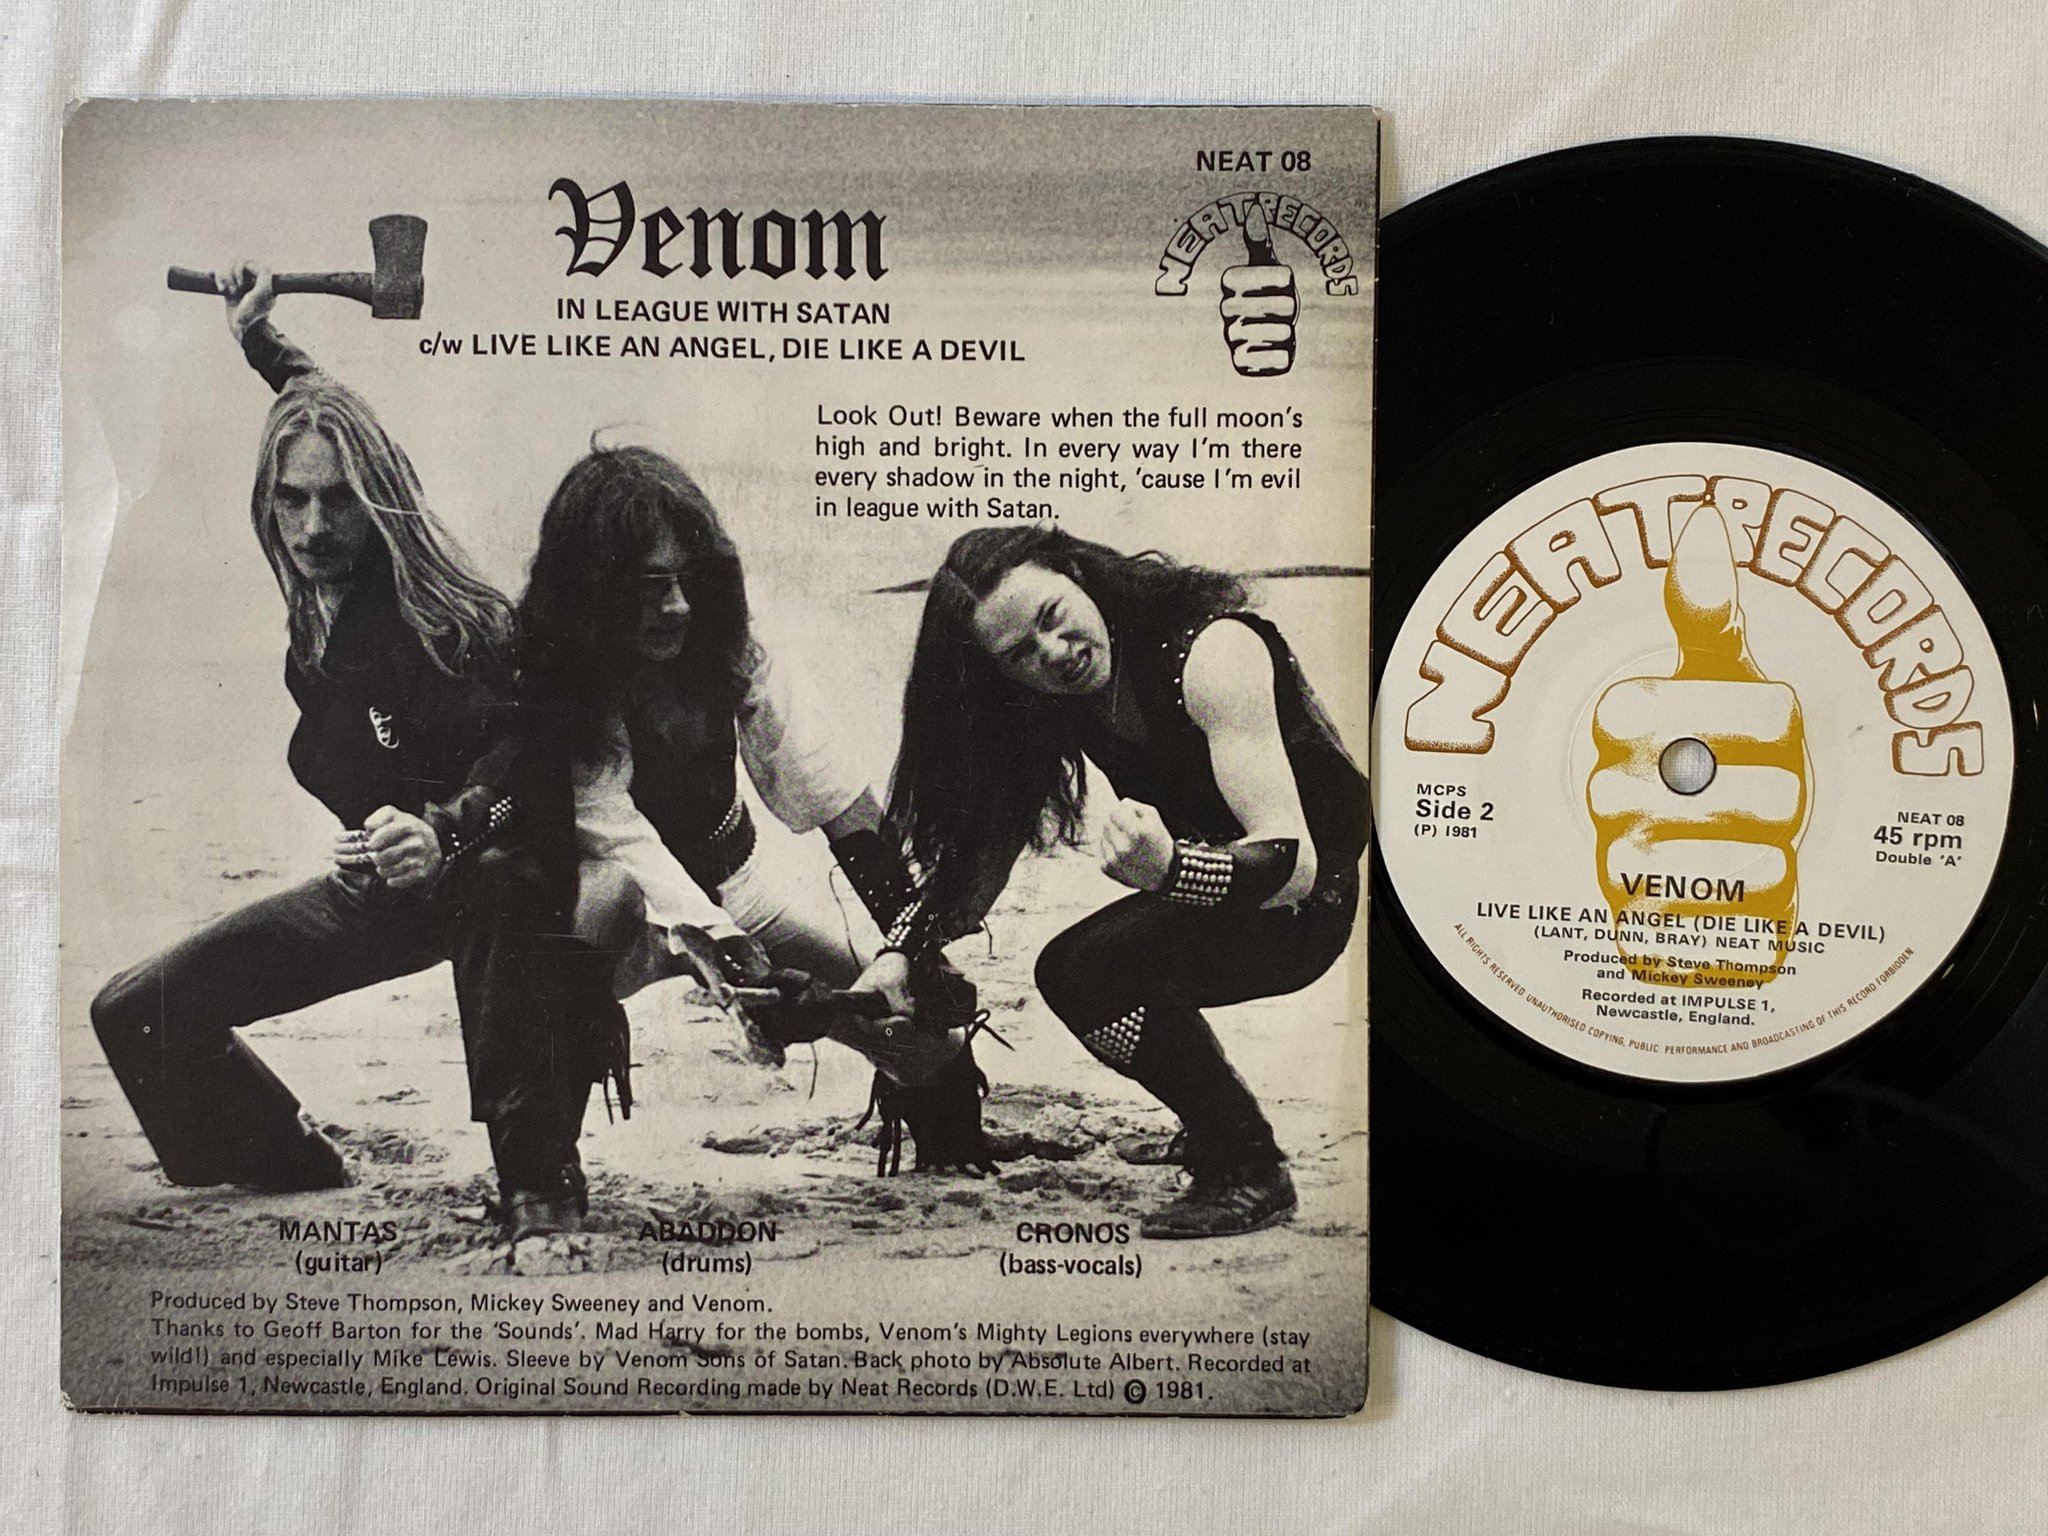 NEAT 08
NEAT RECORDS
Venom
IN LEAGUE WITH SATAN
c/w LIVE LIKE AN ANGEL, DIE LIKE A DEVIL
Look Out! Beware when the full moon's
high and bright. In every way I'm there
every shadow in the night, 'cause I'm evil
in league with Satan.
MANTAS
(guitar)
ABADDON
(drums)
CRONOS
(bass-vocals)
Produced by Steve Thompson, Mickey Sweeney and Venom.
Thanks to Geoff Barton for the 'Sounds'. Mad Harry for the bombs, Venom's Mighty Legions everywhere (stay
wild!) and especially Mike Lewis. Sleeve by Venom Sons of Satan. Back photo by Absolute Albert. Recorded at
Impulse 1, Newcastle, England. Original Sound Recording made by Neat Records (D.W.E. Ltd) © 1981.
NEAT RECORDS
MCPS
Side 2
(P) 1981
NEAT 08
45 rpm
Double 'A'
VENOM
LIVE LIKE AN ANGEL (DIE LIKE A DEVIL)
(LANT, DUNN, BRAY) NEAT MUSIC
Produced by Steve Thompson
and Mickey Sweeney
Recorded at IMPULSE 1,
Newcastle, England.
ALL RIGHTS RESERVED UNAUTHORISED COPYING, PUBLIC PERFORMANCE AND BROADCASTING OF THIS RECORD FORBIDDEN